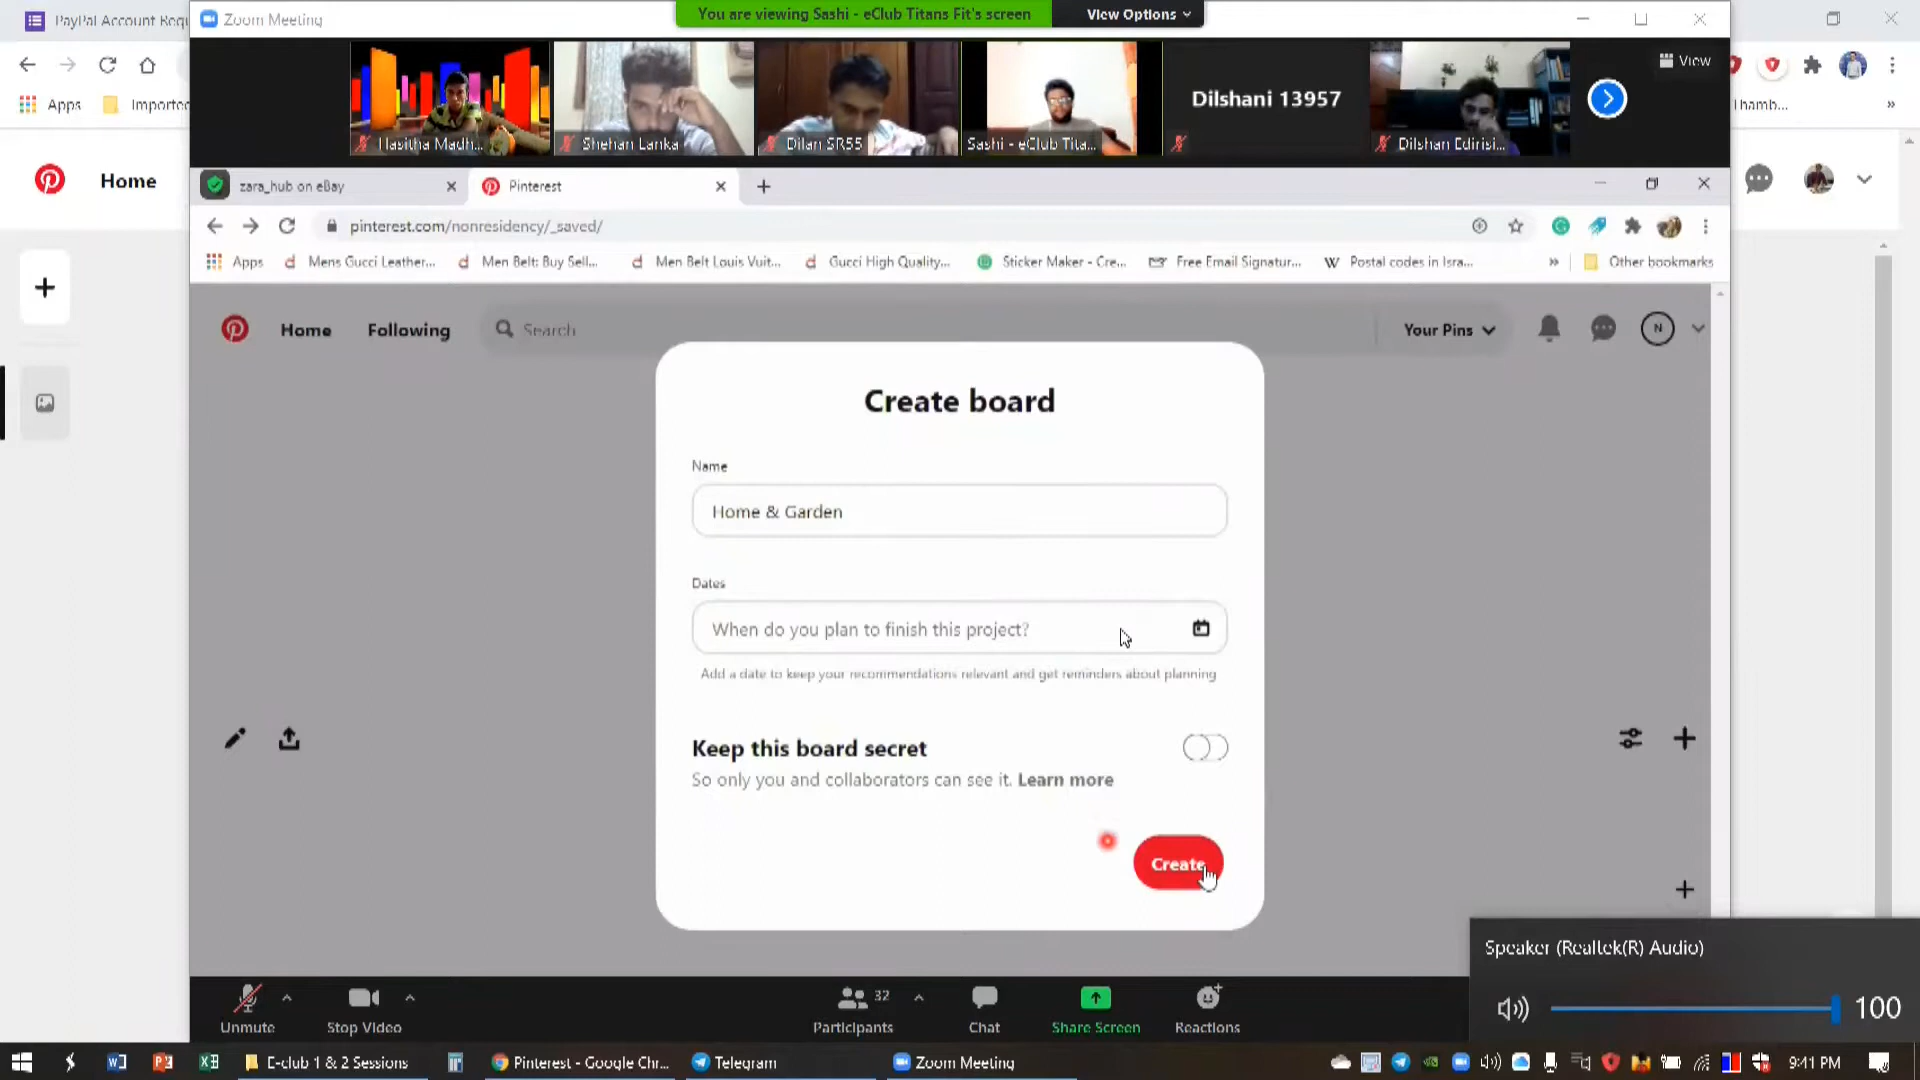 PayPal Account Requ
Zoom Meeting
You are viewing Sashi - eClub Titans Fit's screen
View Options
Apps
Imported
Hasitha Madh...
Shehan Lanka
Dilan SR55
Sashi - eClub Tita...
Dilshani 13957
Dilshan Edirisi...
View
Thamb...
»
Home
zara_hub on eBay
Pinterest
pinterest.com/nonresidency/_saved/
Apps
Mens Gucci Leather...
Men Belt: Buy Sell...
Men Belt Louis Vuit...
Gucci High Quality...
Sticker Maker - Cre...
Free Email Signatur...
W Postal codes in Isra...
»
Other bookmarks
Home
Following
Search
Your Pins
N
Create board
Name
Home & Garden
Dates
When do you plan to finish this project?
Add a date to keep your recommendations relevant and get reminders about planning
Keep this board secret
So only you and collaborators can see it. Learn more
Create
Speaker (Realtek(R) Audio)
100
Unmute
Stop Video
32
Participants
Chat
Share Screen
Reactions
E-club 1 & 2 Sessions
Pinterest - Google Chr...
Telegram
Zoom Meeting
9:41 PM